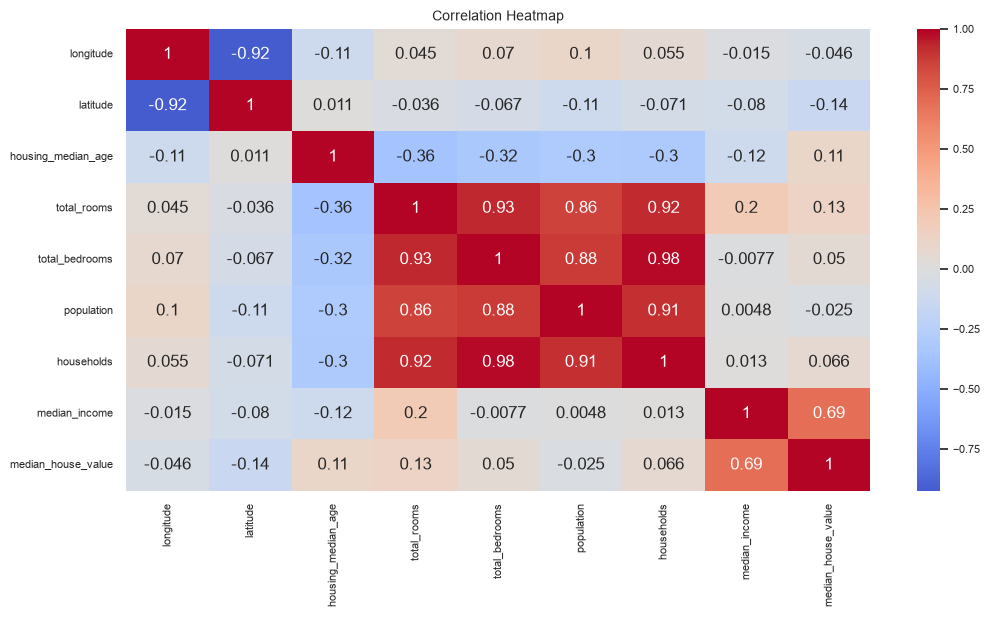 Correlation Heatmap
longitude 1 -0.92 -0.11 0.045 0.07 0.1 0.055 -0.015 -0.046
latitude -0.92 1 0.011 -0.036 -0.067 -0.11 -0.071 -0.08 -0.14
housing_median_age -0.11 0.011 1 -0.36 -0.32 -0.3 -0.3 -0.12 0.11
total_rooms 0.045 -0.036 -0.36 1 0.93 0.86 0.92 0.2 0.13
total_bedrooms 0.07 -0.067 -0.32 0.93 1 0.88 0.98 -0.0077 0.05
population 0.1 -0.11 -0.3 0.86 0.88 1 0.91 0.0048 -0.025
households 0.055 -0.071 -0.3 0.92 0.98 0.91 1 0.013 0.066
median_income -0.015 -0.08 -0.12 0.2 -0.0077 0.0048 0.013 1 0.69
median_house_value -0.046 -0.14 0.11 0.13 0.05 -0.025 0.066 0.69 1
longitude
latitude
housing_median_age
total_rooms
total_bedrooms
population
households
median_income
median_house_value
1.00
0.75
0.50
0.25
0.00
−0.25
−0.50
−0.75